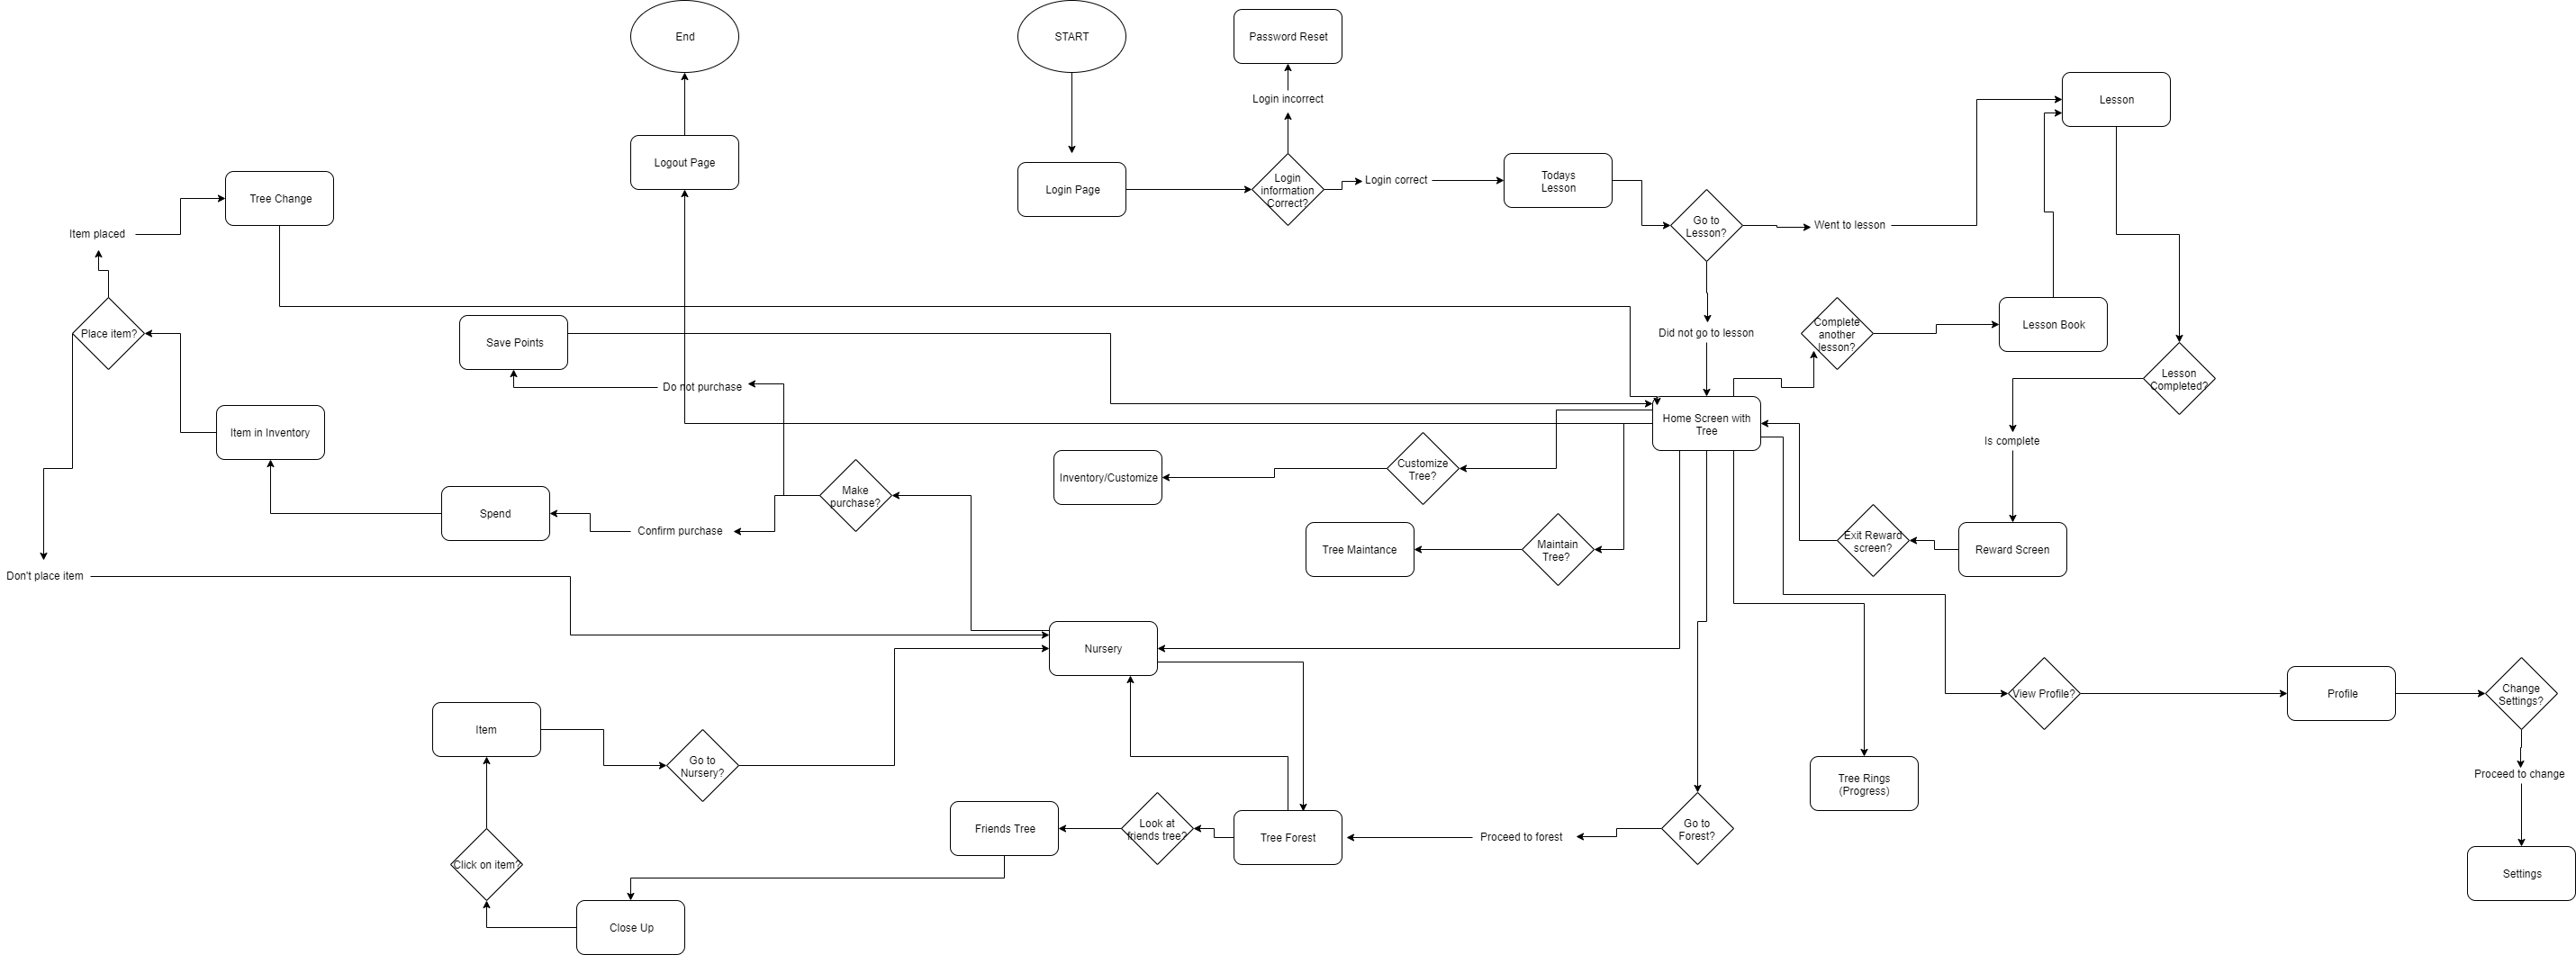 End
START
Password Reset
Login incorrect
Lesson
Logout Page
Login Page
Login
information
Correct?
Login correct
Todays
Lesson
Tree Change
Item placed
Go to
Lesson?
Went to lesson
Place item?
Save Points
Did not go to lesson
Complete
another
lesson?
Lesson Book
Lesson
Completed?
Do not purchase
Home Screen with
Tree
Item in Inventory
Is complete
Customize
Tree?
Inventory/Customize
Make
purchase?
Spend
Confirm purchase
Maintain
Tree?
Tree Maintance
Exit Reward
screen?
Reward Screen
Don't place item
Nursery
View Profile?
Profile
Change
Settings?
Item
Go to
Nursery?
Tree Rings
(Progress)
Proceed to change
Friends Tree
Look at
friends tree?
Tree Forest
Proceed to forest
Go to
Forest?
Click on item?
Settings
Close Up